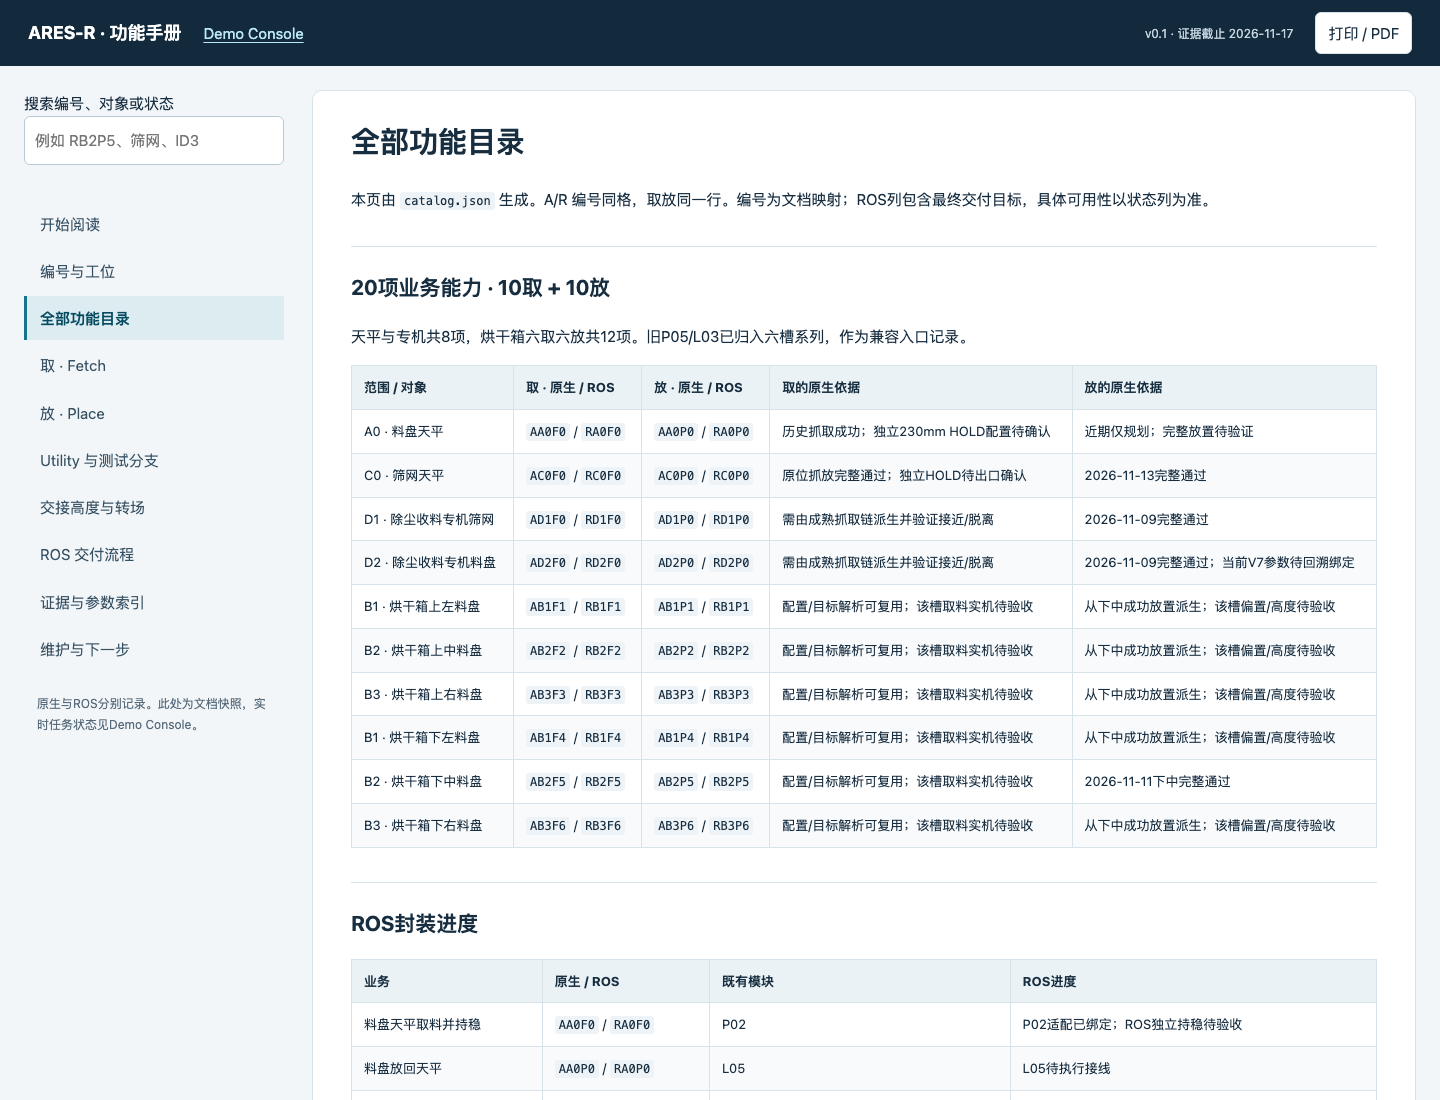 ARES-R · 功能手册 Demo Console v0.1 · 证据截止 2026-11-17 打印 / PDF
搜索编号、对象或状态
例如 RB2P5、筛网、ID3
开始阅读
编号与工位
全部功能目录
取 · Fetch
放 · Place
Utility 与测试分支
交接高度与转场
ROS 交付流程
证据与参数索引
维护与下一步
原生与ROS分别记录。此处为文档快照，实
时任务状态见Demo Console。
全部功能目录
本页由 catalog.json 生成。A/R 编号同格，取放同一行。编号为文档映射；ROS列包含最终交付目标，具体可用性以状态列为准。
20项业务能力 · 10取 + 10放
天平与专机共8项，烘干箱六取六放共12项。旧P05/L03已归入六槽系列，作为兼容入口记录。
范围 / 对象 取 · 原生 / ROS 放 · 原生 / ROS 取的原生依据 放的原生依据
A0 · 料盘天平 AA0F0 / RA0F0 AA0P0 / RA0P0 历史抓取成功；独立230mm HOLD配置待确认 近期仅规划；完整放置待验证
C0 · 筛网天平 AC0F0 / RC0F0 AC0P0 / RC0P0 原位抓放完整通过；独立HOLD待出口确认 2026-11-13完整通过
D1 · 除尘收料专机筛网 AD1F0 / RD1F0 AD1P0 / RD1P0 需由成熟抓取链派生并验证接近/脱离 2026-11-09完整通过
D2 · 除尘收料专机料盘 AD2F0 / RD2F0 AD2P0 / RD2P0 需由成熟抓取链派生并验证接近/脱离 2026-11-09完整通过；当前V7参数待回溯绑定
B1 · 烘干箱上左料盘 AB1F1 / RB1F1 AB1P1 / RB1P1 配置/目标解析可复用；该槽取料实机待验收 从下中成功放置派生；该槽偏置/高度待验收
B2 · 烘干箱上中料盘 AB2F2 / RB2F2 AB2P2 / RB2P2 配置/目标解析可复用；该槽取料实机待验收 从下中成功放置派生；该槽偏置/高度待验收
B3 · 烘干箱上右料盘 AB3F3 / RB3F3 AB3P3 / RB3P3 配置/目标解析可复用；该槽取料实机待验收 从下中成功放置派生；该槽偏置/高度待验收
B1 · 烘干箱下左料盘 AB1F4 / RB1F4 AB1P4 / RB1P4 配置/目标解析可复用；该槽取料实机待验收 从下中成功放置派生；该槽偏置/高度待验收
B2 · 烘干箱下中料盘 AB2F5 / RB2F5 AB2P5 / RB2P5 配置/目标解析可复用；该槽取料实机待验收 2026-11-11下中完整通过
B3 · 烘干箱下右料盘 AB3F6 / RB3F6 AB3P6 / RB3P6 配置/目标解析可复用；该槽取料实机待验收 从下中成功放置派生；该槽偏置/高度待验收
ROS封装进度
业务 原生 / ROS 既有模块 ROS进度
料盘天平取料并持稳 AA0F0 / RA0F0 P02 P02适配已绑定；ROS独立持稳待验收
料盘放回天平 AA0P0 / RA0P0 L05 L05待执行接线